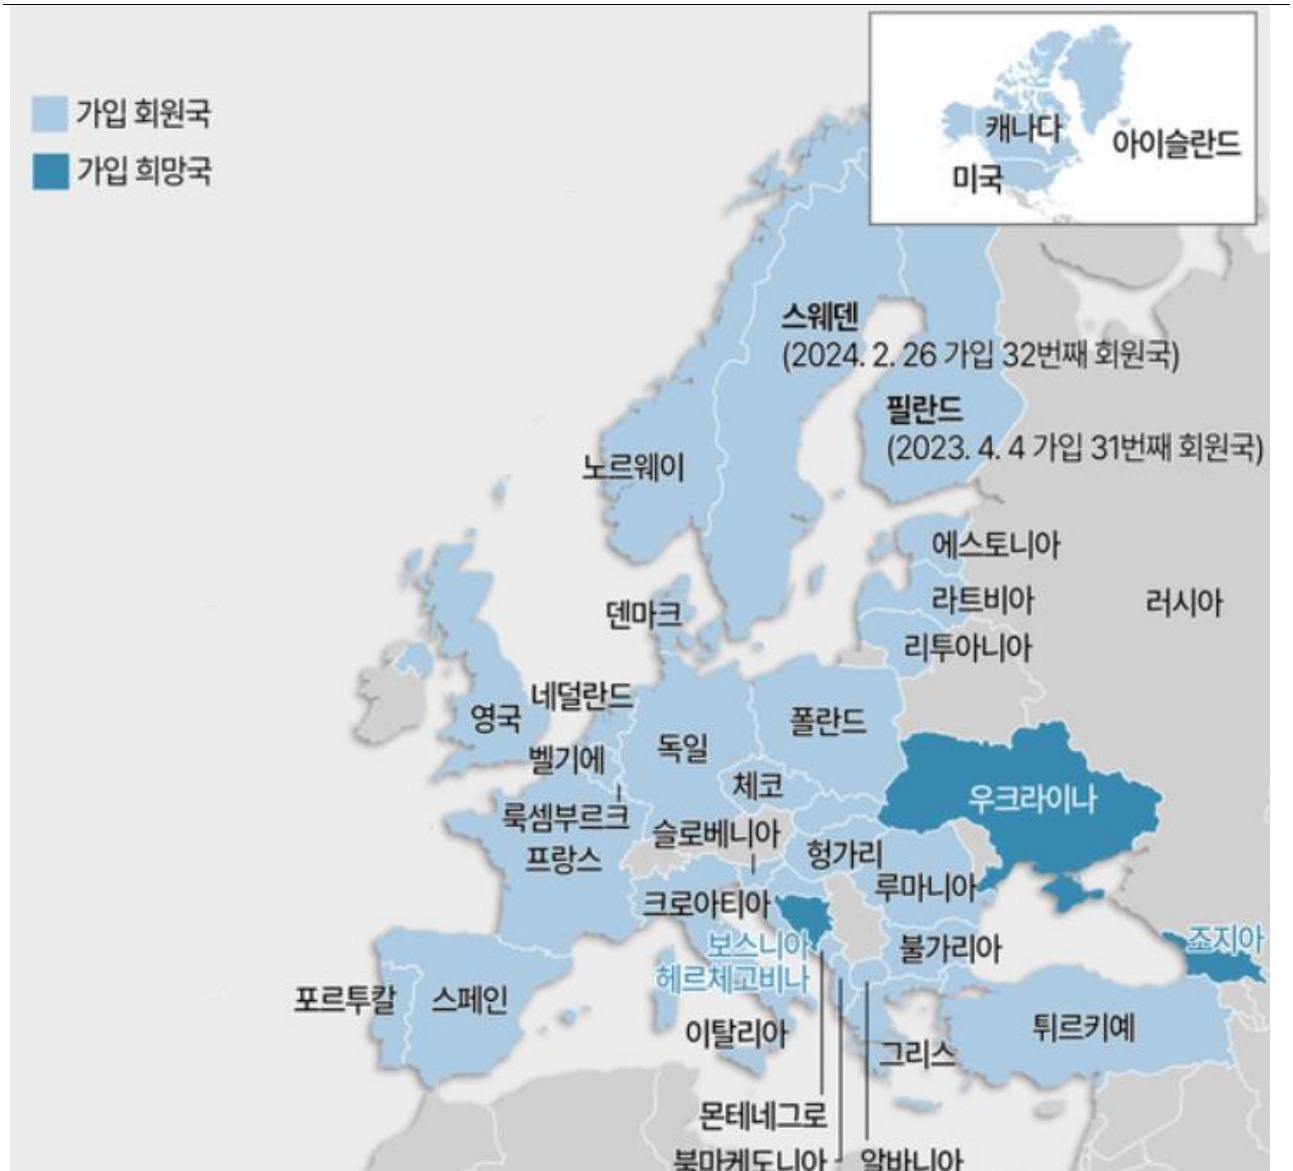 가입 회원국
가입 희망국
캐나다
아이슬란드
미국
스웨덴
(2024. 2. 26 가입 32번째 회원국)
필란드
(2023. 4. 4 가입 31번째 회원국)
노르웨이
에스토니아
덴마크
라트비아
러시아
리투아니아
네덜란드
영국
폴란드
독일
벨기에
체코
우크라이나
룩셈부르크
슬로베니아
프랑스
헝가리
루마니아
크로아티아
보스니아
헤르체고비나
불가리아
조지아
포르투칼
스페인
이탈리아
튀르키예
그리스
몬테네그로
북마케도니아
알바니아